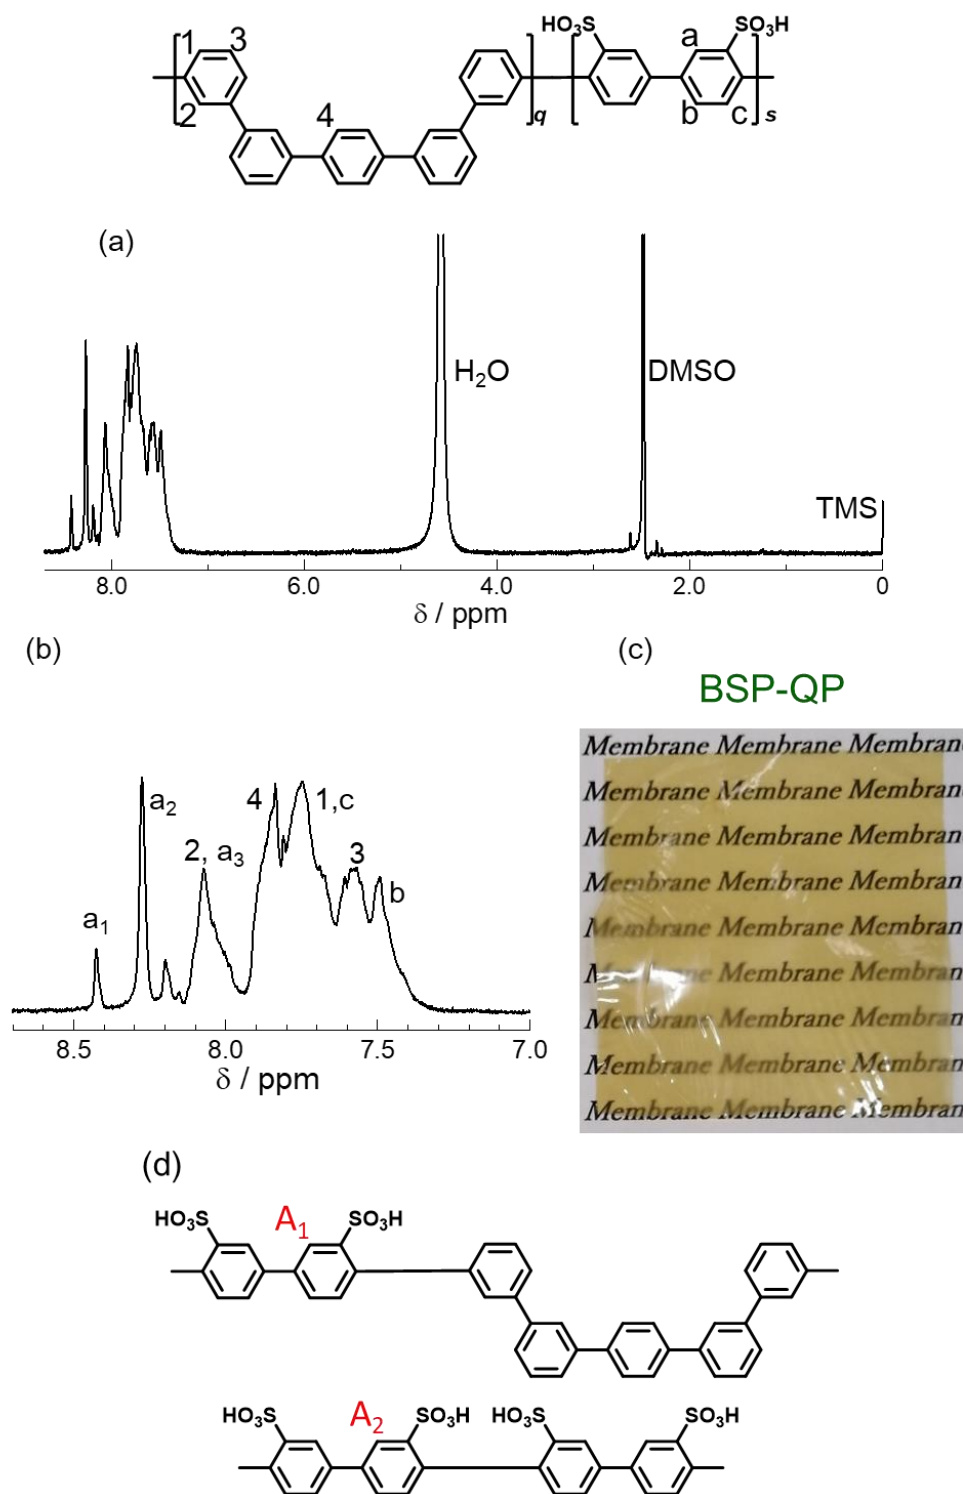 HO₃S SO₃H
1 3 a
2 4 b c
q s
(a)
H₂O DMSO
TMS
8.0 6.0 4.0 2.0 0
δ / ppm
(b) (c)
BSP-QP
a₁ a₂ 2, a₃ 4 1,c 3 b
8.5 8.0 7.5 7.0
δ / ppm
Membrane Membrane Membrane
Membrane Membrane Membrane
Membrane Membrane Membrane
Membrane Membrane Membrane
Membrane Membrane Membrane
Membrane Membrane Membrane
Membrane Membrane Membrane
Membrane Membrane Membrane
Membrane Membrane Membran
(d)
HO₃S A₁ SO₃H
HO₃S A₂ SO₃H HO₃S SO₃H